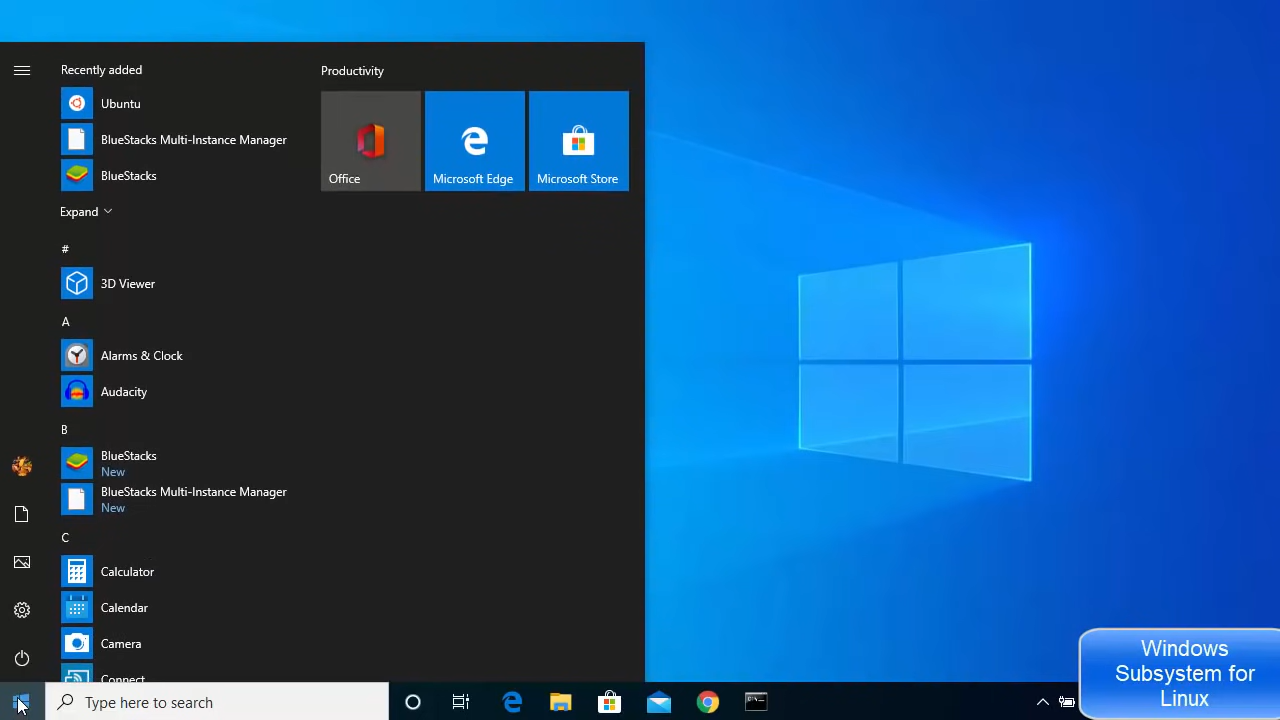 Recently added
Ubuntu
BlueStacks Multi-Instance Manager
BlueStacks
Expand
#
3D Viewer
A
Alarms & Clock
Audacity
B
BlueStacks
New
BlueStacks Multi-Instance Manager
New
C
Calculator
Calendar
Camera
Connect
Productivity
Office
Microsoft Edge
Microsoft Store
Type here to search
Windows
Subsystem for
Linux